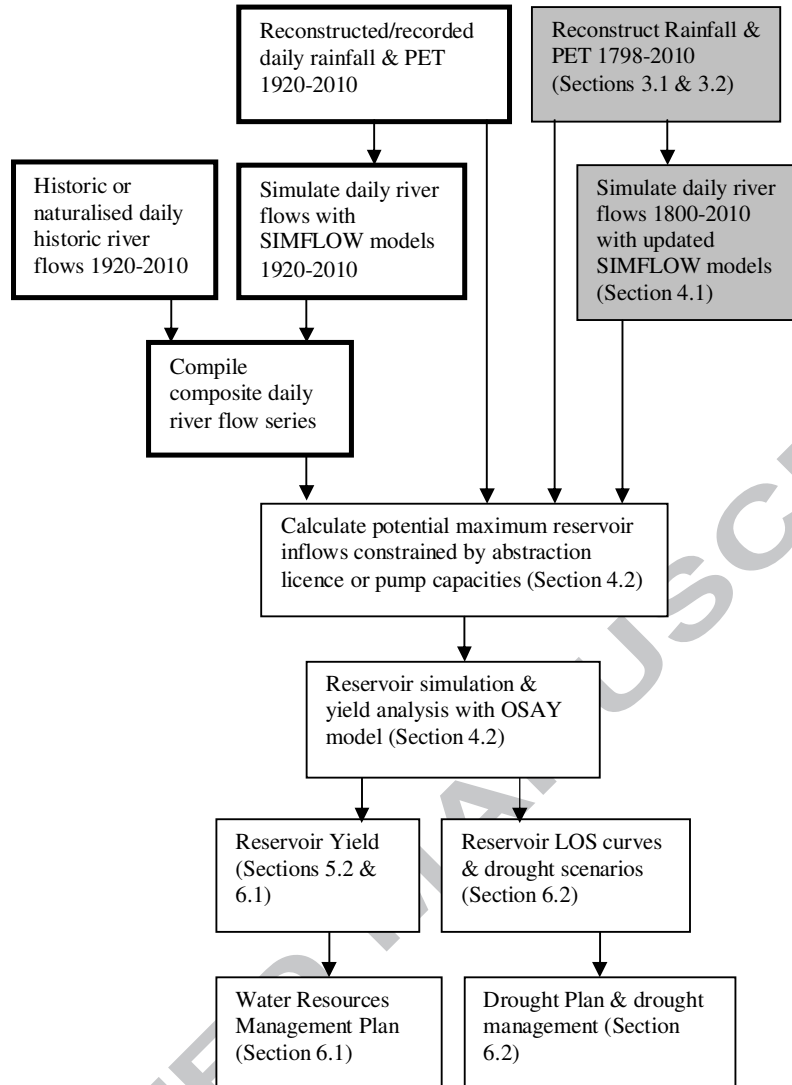 Reconstructed/recorded
daily rainfall & PET
1920-2010
Reconstruct Rainfall &
PET 1798-2010
(Sections 3.1 & 3.2)
Historic or
naturalised daily
historic river
flows 1920-2010
Simulate daily river
flows with
SIMFLOW models
1920-2010
Simulate daily river
flows 1800-2010
with updated
SIMFLOW models
(Section 4.1)
Compile
composite daily
river flow series
Calculate potential maximum reservoir
inflows constrained by abstraction
licence or pump capacities (Section 4.2)
Reservoir simulation &
yield analysis with OSAY
model (Section 4.2)
Reservoir Yield
(Sections 5.2 &
6.1)
Reservoir LOS curves
& drought scenarios
(Section 6.2)
Water Resources
Management Plan
(Section 6.1)
Drought Plan & drought
management (Section
6.2)